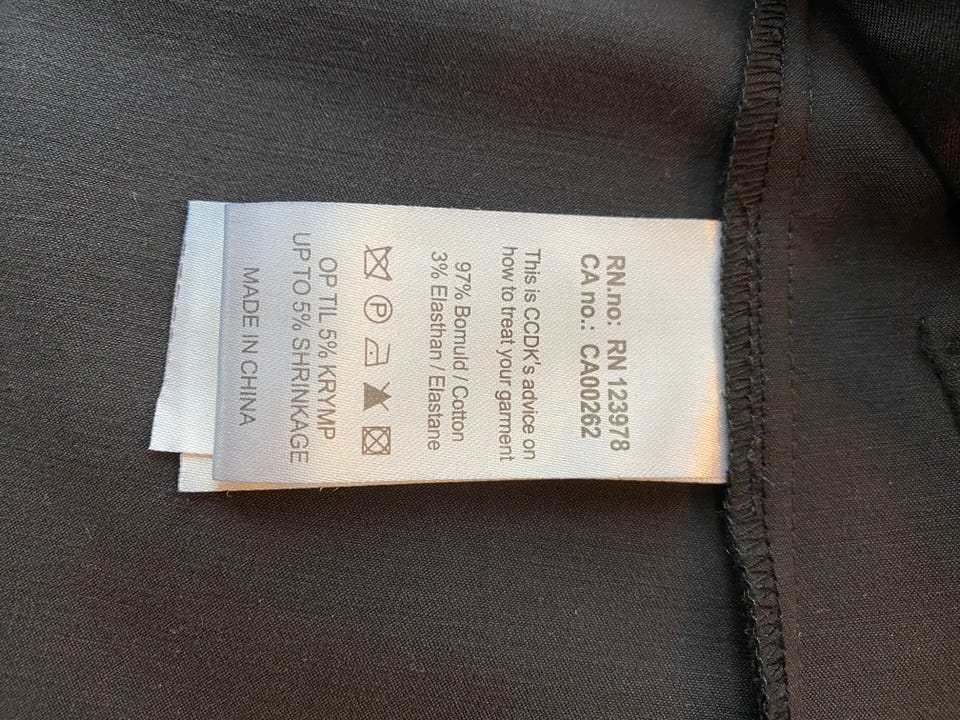 RN.no: RN 123978
CA no.: CA00262
This is CCDK's advice on
how to treat your garment
97% Bomuld / Cotton
3% Elasthan / Elastane
P
OP TIL 5% KRYMP
UP TO 5% SHRINKAGE
MADE IN CHINA